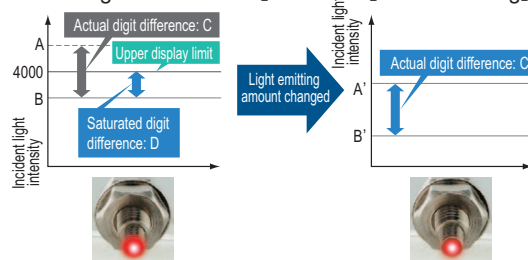 Actual digit difference: C
A
Upper display limit
4000
B
Saturated digit
difference: D
Incident light
intensity
Light emitting
amount changed
Incident light
intensity
Actual digit difference: C
A'
B'